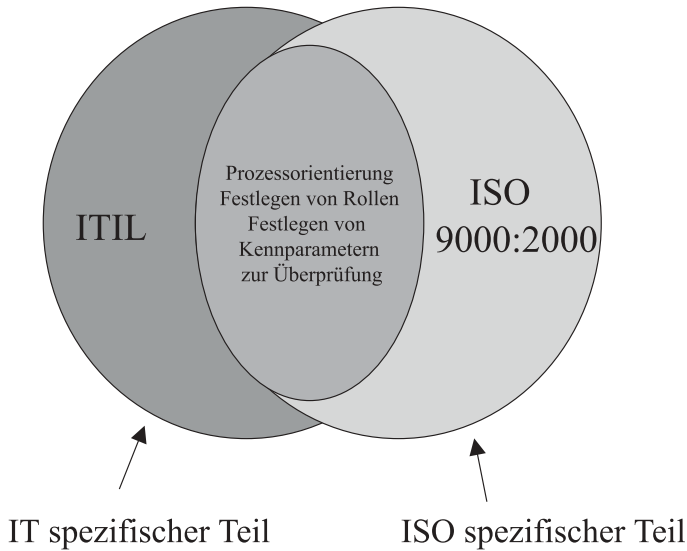 Prozessorientierung
Festlegen von Rollen
Festlegen von
Kennparametern
zur Überprüfung
ITIL
ISO
9000:2000
IT spezifischer Teil
ISO spezifischer Teil